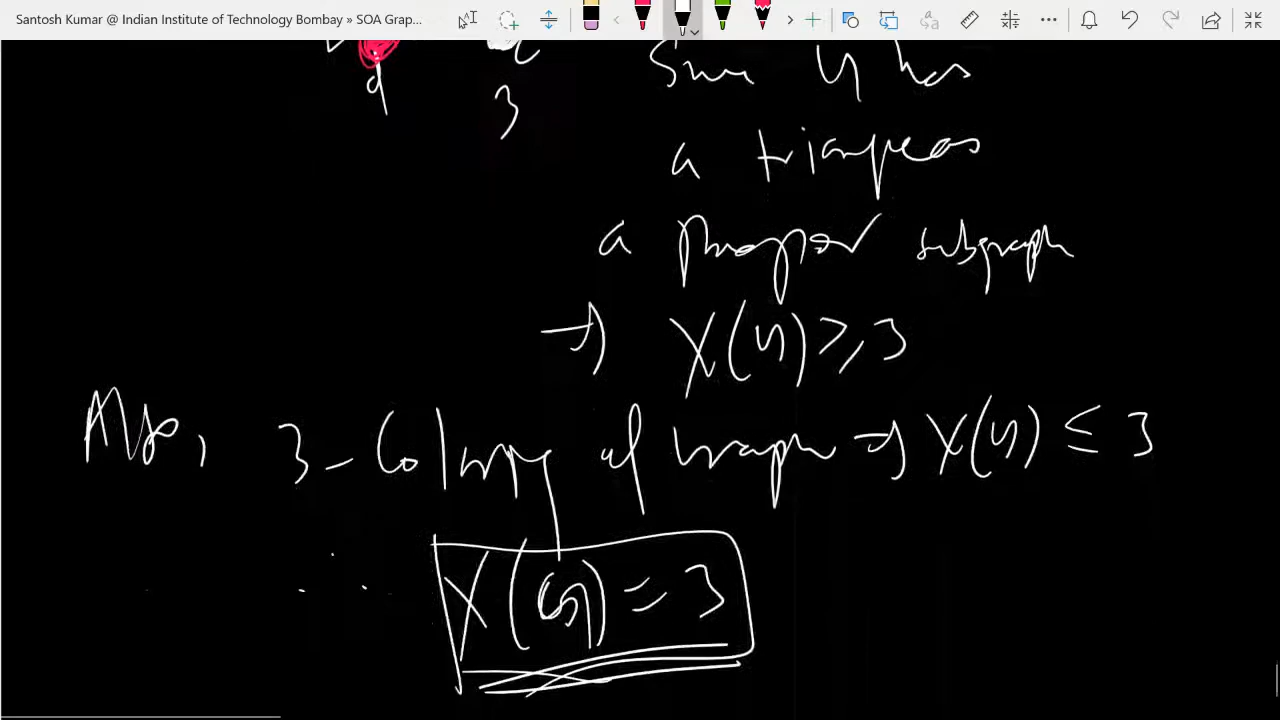 Santosh Kumar @ Indian Institute of Technology Bombay » SOA Grap...
d
3
Since G has
a triangle as
a proper subgraph
⇒ χ(G) ≥ 3
Also, 3-Coloring of graph ⇒ χ(G) ≤ 3
∴ χ(G) = 3